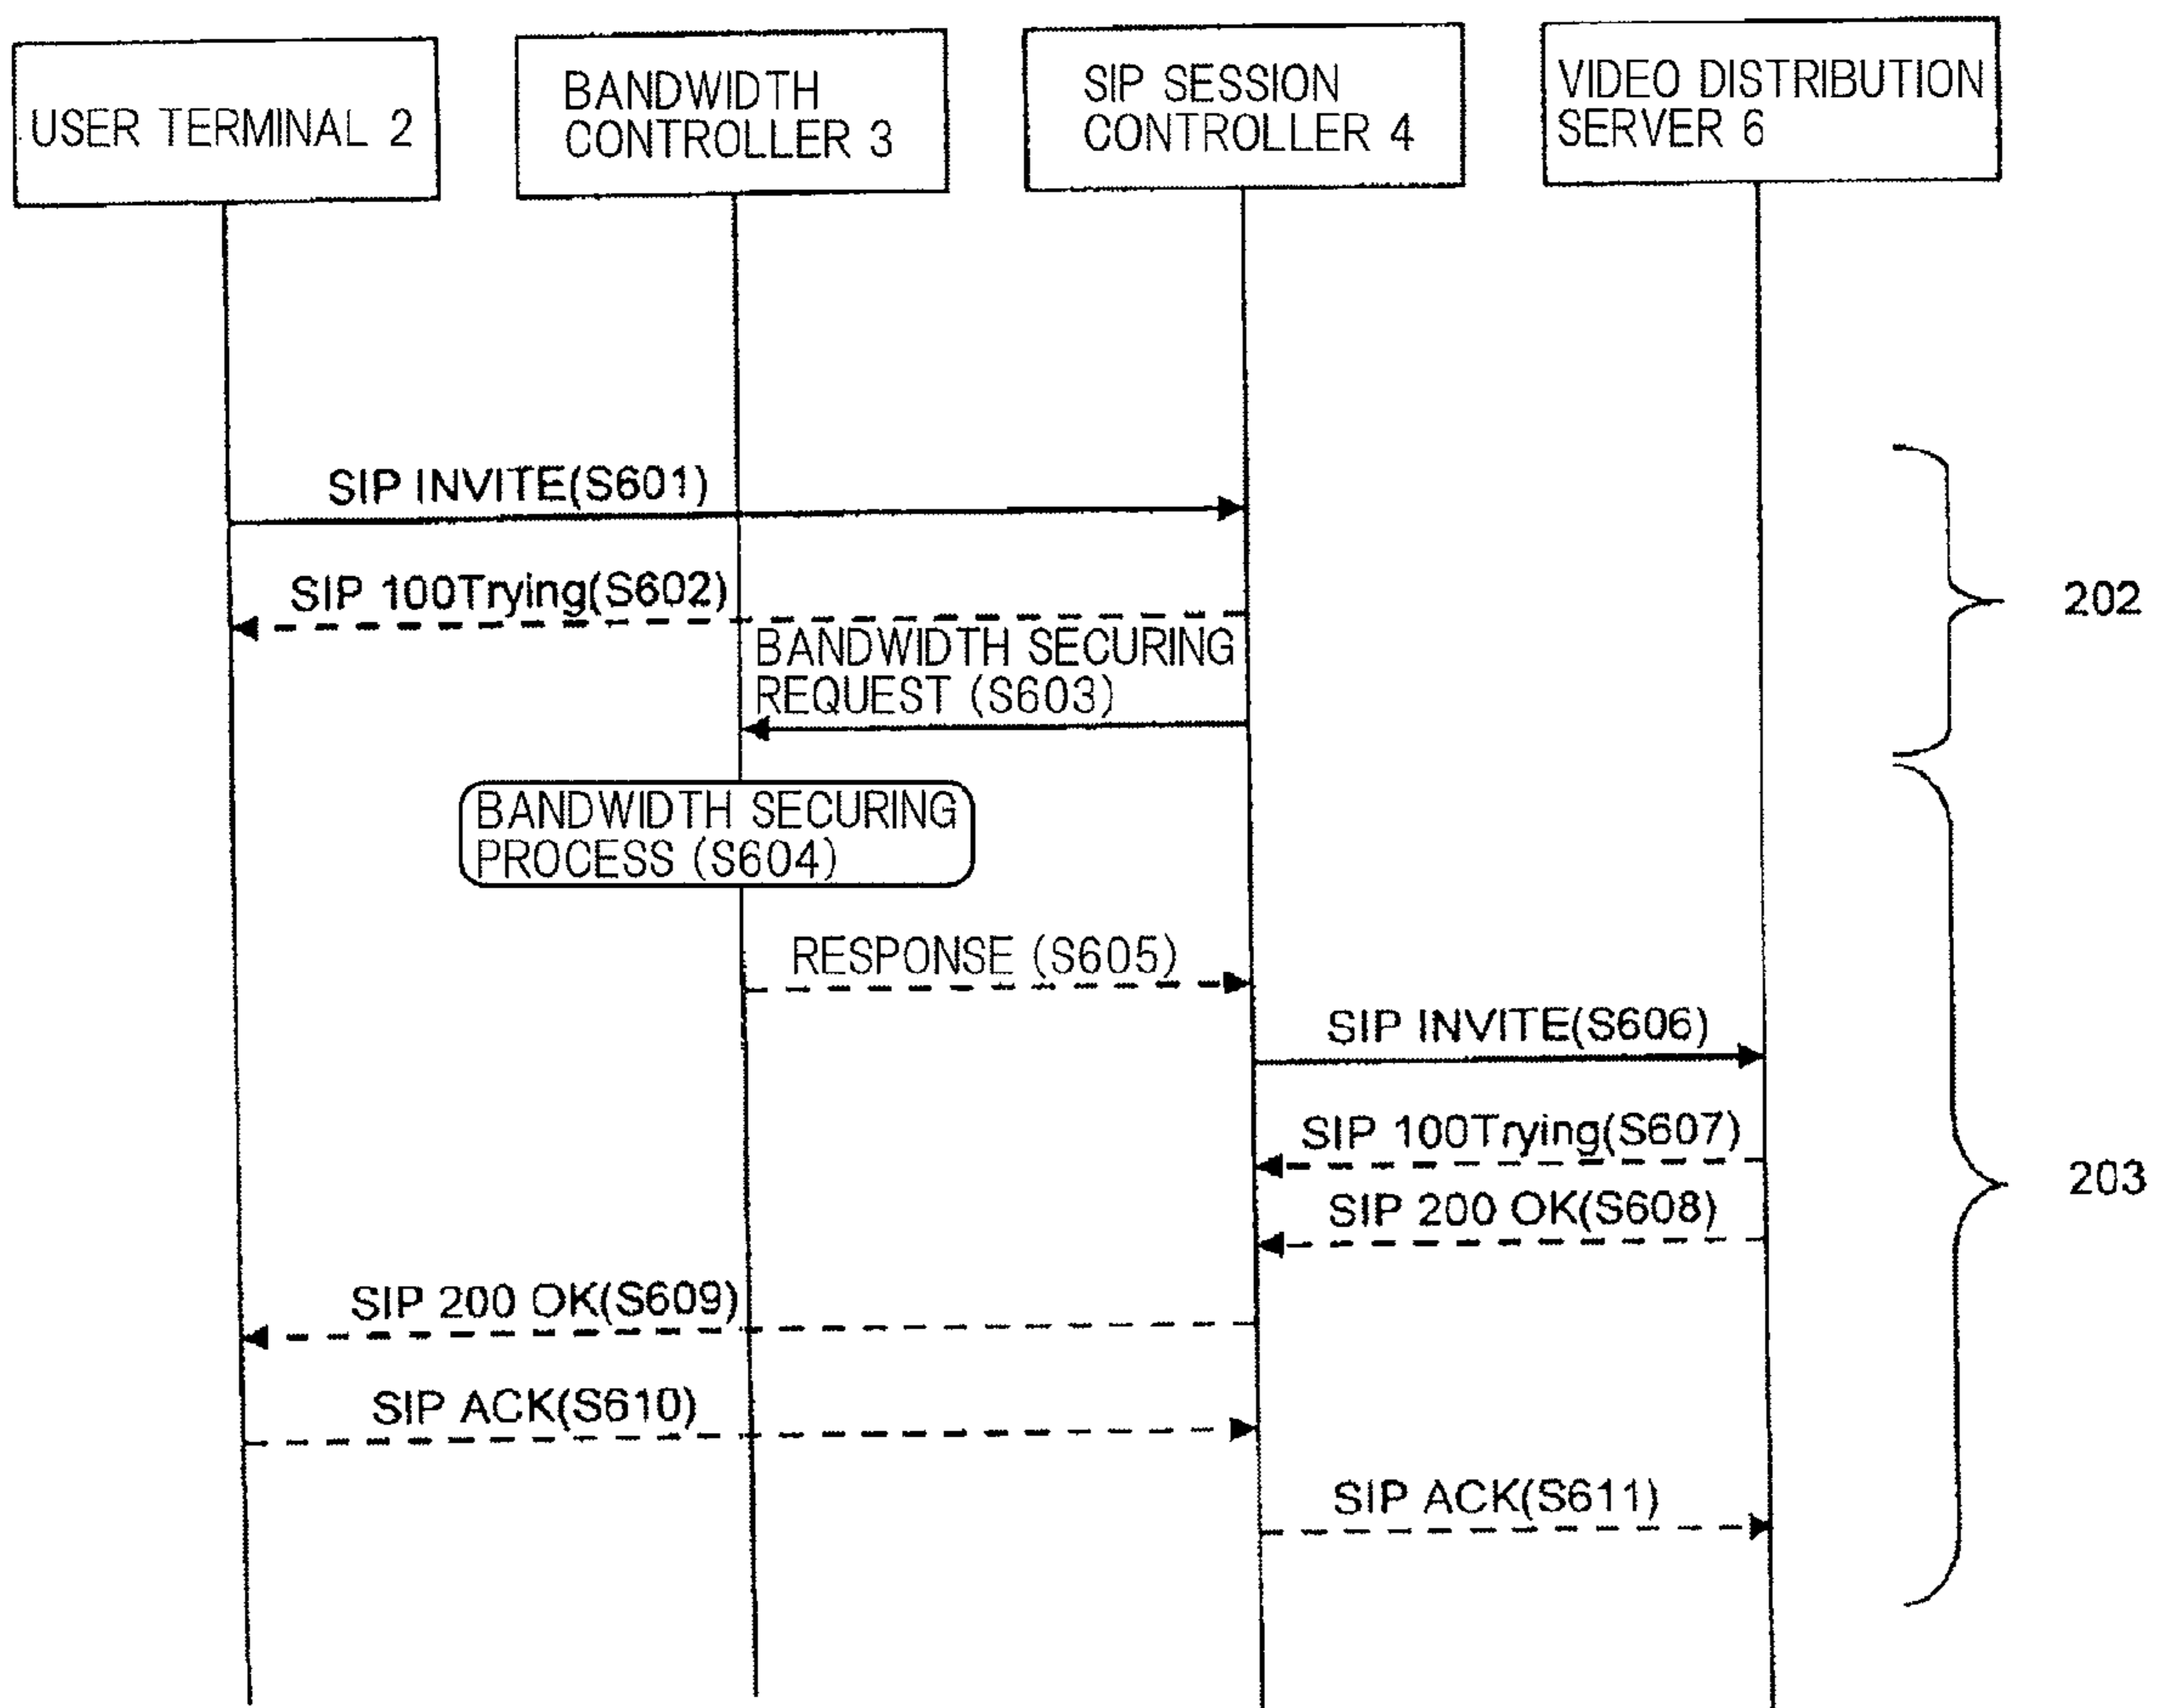 USER TERMINAL 2
BANDWIDTH
CONTROLLER 3
SIP SESSION
CONTROLLER 4
VIDEO DISTRIBUTION
SERVER 6
SIP INVITE(S601)
SIP 100Trying(S602)
202
BANDWIDTH SECURING
REQUEST (S603)
BANDWIDTH SECURING
PROCESS (S604)
RESPONSE (S605)
SIP INVITE(S606)
SIP 100Trying(S607)
203
SIP 200 OK(S608)
SIP 200 OK(S609)
SIP ACK(S610)
SIP ACK(S611)